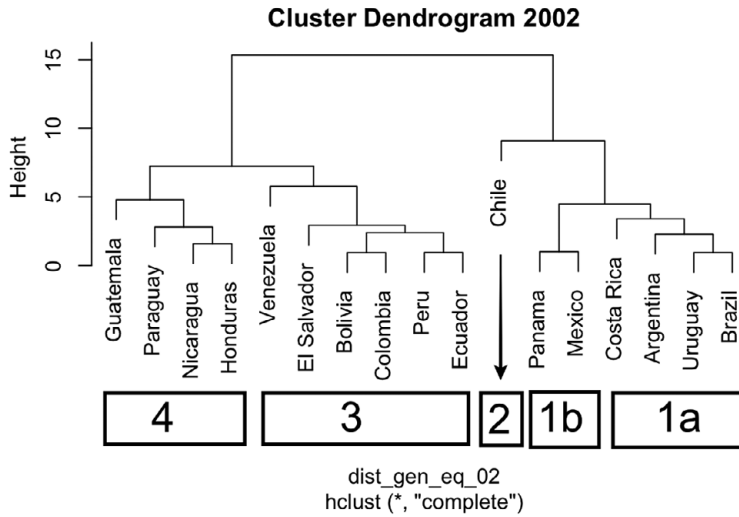 Cluster Dendrogram 2002
Height
15
10
5
0
Guatemala
Paraguay
Nicaragua
Honduras
Venezuela
El Salvador
Bolivia
Colombia
Peru
Ecuador
Chile
Panama
Mexico
Costa Rica
Argentina
Uruguay
Brazil
4
3
2
1b
1a
dist_gen_eq_02
hclust (*, "complete")